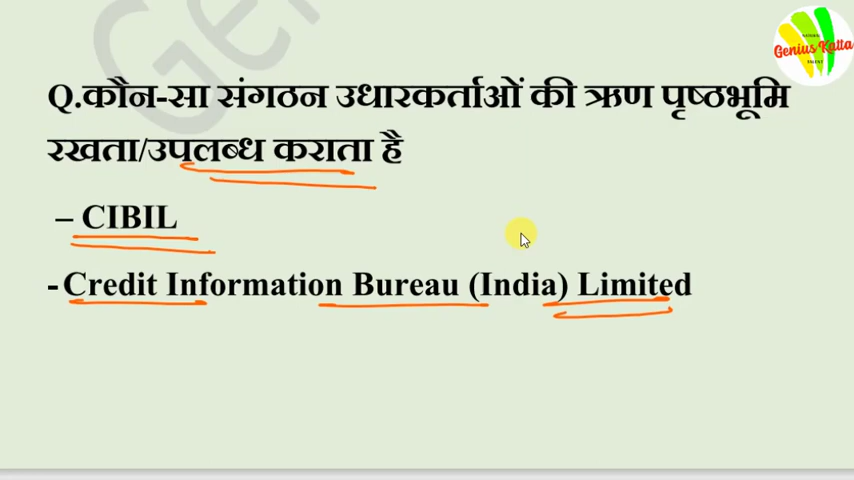 Genius Katta
Q.कौन-सा संगठन उधारकर्ताओं की ऋण पृष्ठभूमि
रखता/उपलब्ध कराता है
– CIBIL
-Credit Information Bureau (India) Limited